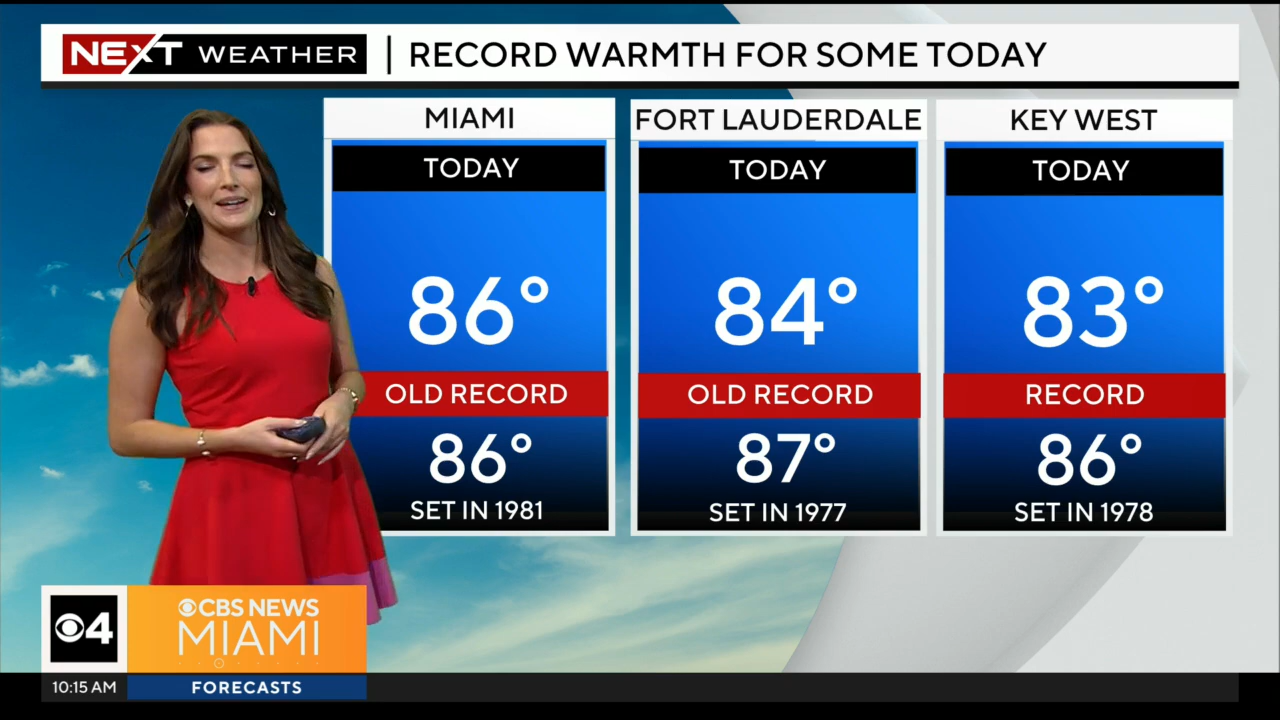 NEXT WEATHER | RECORD WARMTH FOR SOME TODAY
MIAMI
TODAY
86°
OLD RECORD
86°
SET IN 1981
FORT LAUDERDALE
TODAY
84°
OLD RECORD
87°
SET IN 1977
KEY WEST
TODAY
83°
RECORD
86°
SET IN 1978
4
CBS NEWS
MIAMI
10:15 AM
FORECASTS